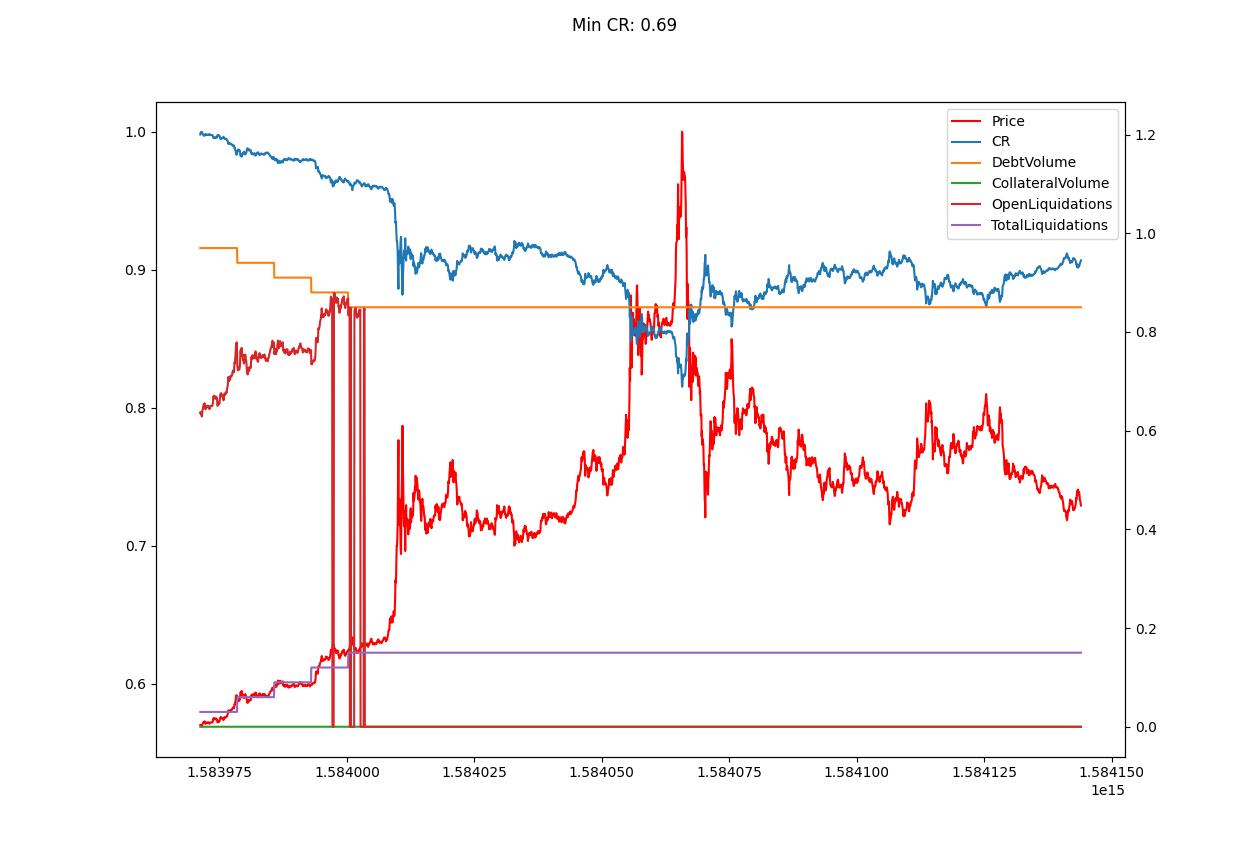 Min CR: 0.69
1.0
0.9
0.8
0.7
0.6
1.2
1.0
0.8
0.6
0.4
0.2
0.0
Price
CR
DebtVolume
CollateralVolume
OpenLiquidations
TotalLiquidations
1.583975
1.584000
1.584025
1.584050
1.584075
1.584100
1.584125
1.584150
1e15